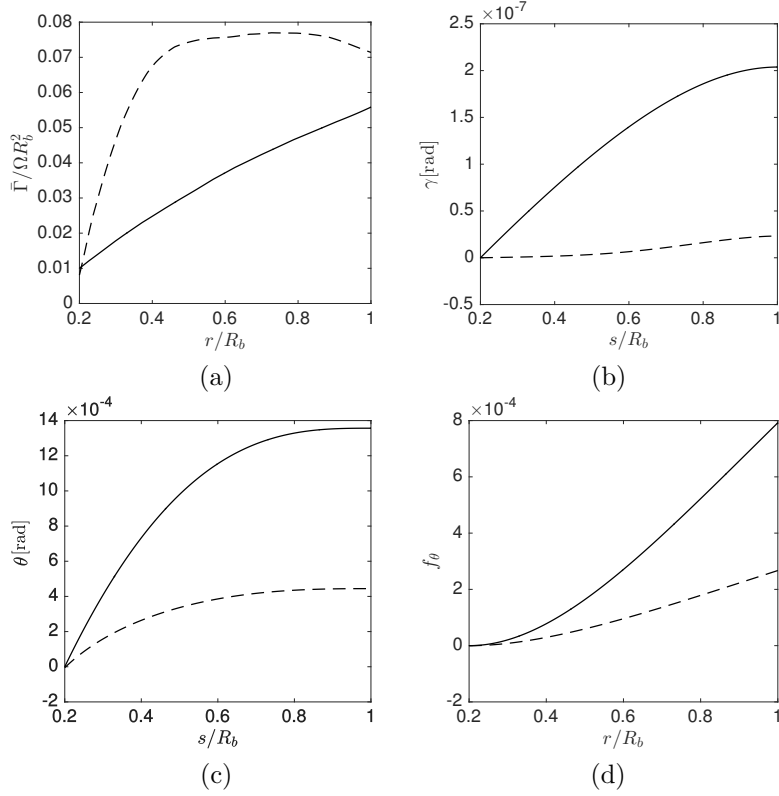 0.08
0.07
0.06
0.05
0.04
0.03
0.02
0.01
0
Γ̄/ΩR_b^2
0.2 0.4 0.6 0.8 1
r/R_b
(a)
×10^-7
2.5
2
1.5
1
0.5
0
-0.5
γ[rad]
0.2 0.4 0.6 0.8 1
s/R_b
(b)
×10^-4
14
12
10
8
6
4
2
0
-2
θ[rad]
0.2 0.4 0.6 0.8 1
s/R_b
(c)
×10^-4
8
6
4
2
0
-2
f_θ
0.2 0.4 0.6 0.8 1
r/R_b
(d)